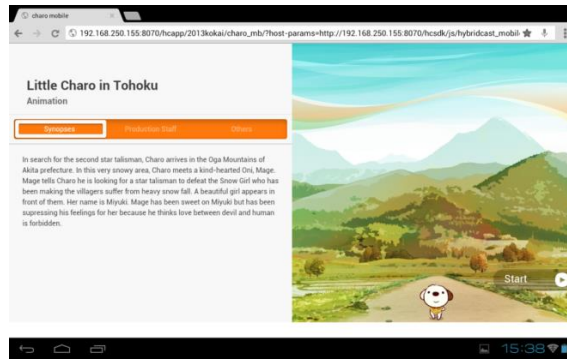 charo mobile
192.168.250.155:8070/hcapp/2013kokai/charo_mb/?host-params=http://192.168.250.155:8070/hcsdk/js/hybridcast_mobil
Little Charo in Tohoku
Animation
Synopses Production Staff Others
In search for the second star talisman, Charo arrives in the Oga Mountains of
Akita prefecture. In this very snowy area, Charo meets a kind-hearted Oni, Mage.
Mage tells Charo he is looking for a star talisman to defeat the Snow Girl who has
been making the villagers suffer from heavy snow fall. A beautiful girl appears in
front of them. Her name is Miyuki. Mage has been sweet on Miyuki but has been
supressing his feelings for her because he thinks love between devil and human
is forbidden.
Start
15:38